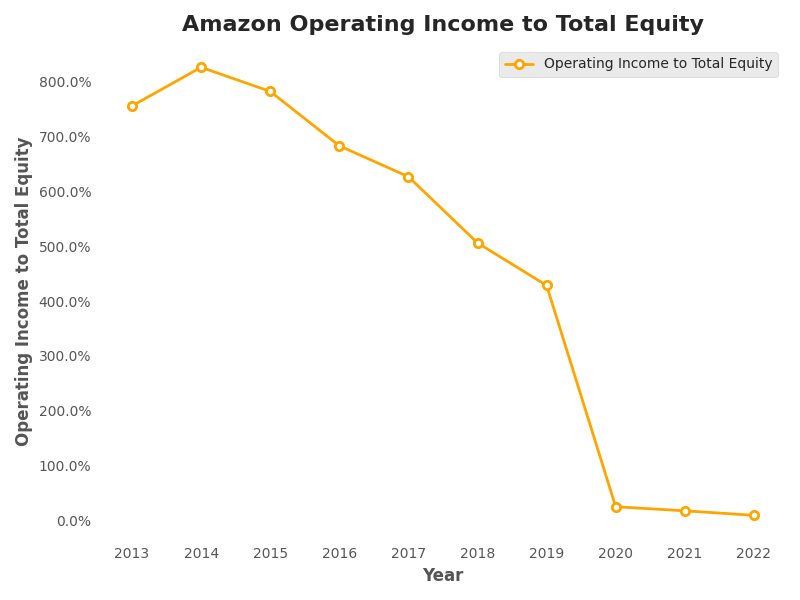 Amazon Operating Income to Total Equity
Operating Income to Total Equity
Operating Income to Total Equity
800.0%
700.0%
600.0%
500.0%
400.0%
300.0%
200.0%
100.0%
0.0%
2013 2014 2015 2016 2017 2018 2019 2020 2021 2022
Year